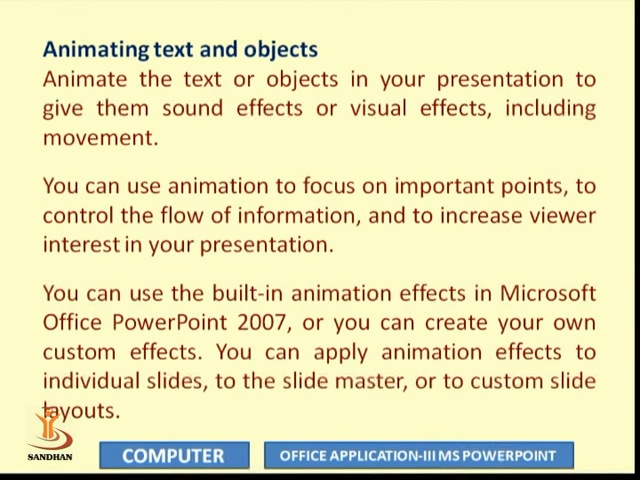 Animating text and objects
Animate the text or objects in your presentation to
give them sound effects or visual effects, including
movement.
You can use animation to focus on important points, to
control the flow of information, and to increase viewer
interest in your presentation.
You can use the built-in animation effects in Microsoft
Office PowerPoint 2007, or you can create your own
custom effects. You can apply animation effects to
individual slides, to the slide master, or to custom slide
layouts.
SANDHAN
COMPUTER
OFFICE APPLICATION-III MS POWERPOINT